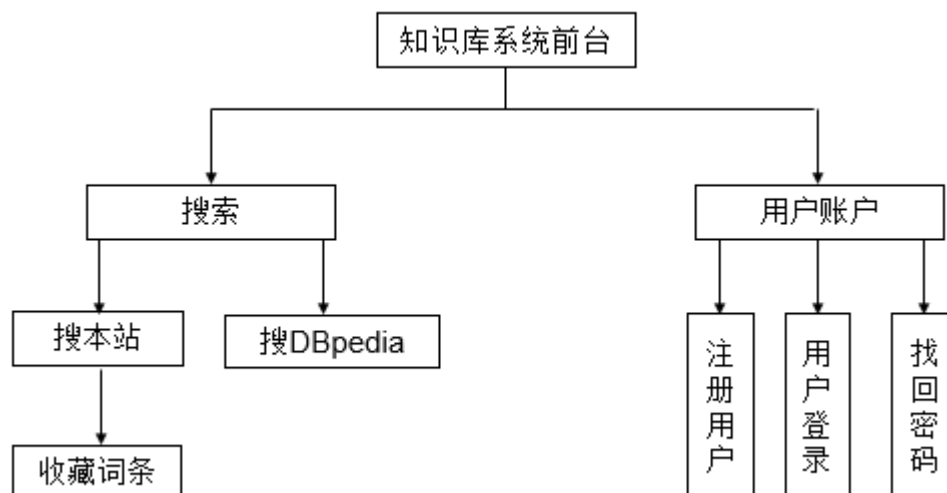 知识库系统前台
搜索
用户账户
搜本站
搜DBpedia
注册用户
用户登录
找回密码
收藏词条